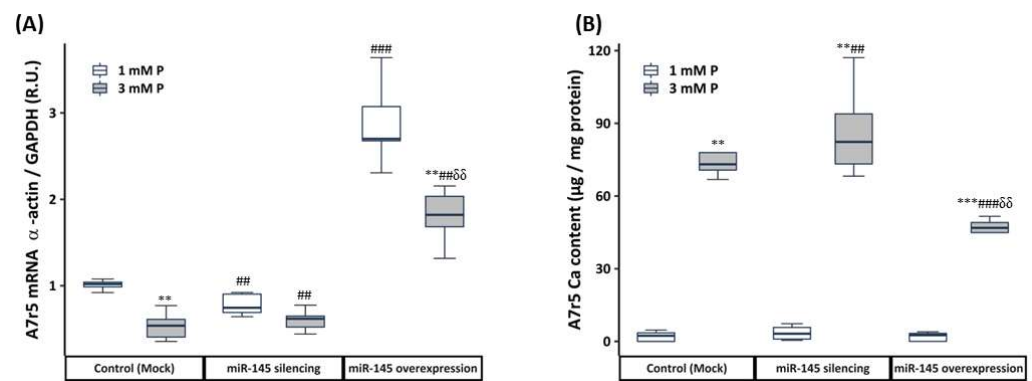 (A)
A7r5 mRNA α -actin / GAPDH (R.U.)
1 mM P
3 mM P
3
2
1
**
##
##
###
**##δδ
Control (Mock)
miR-145 silencing
miR-145 overexpression
(B)
A7r5 Ca content (µg / mg protein)
1 mM P
3 mM P
120
90
60
30
0
**
**##
***###δδ
Control (Mock)
miR-145 silencing
miR-145 overexpression